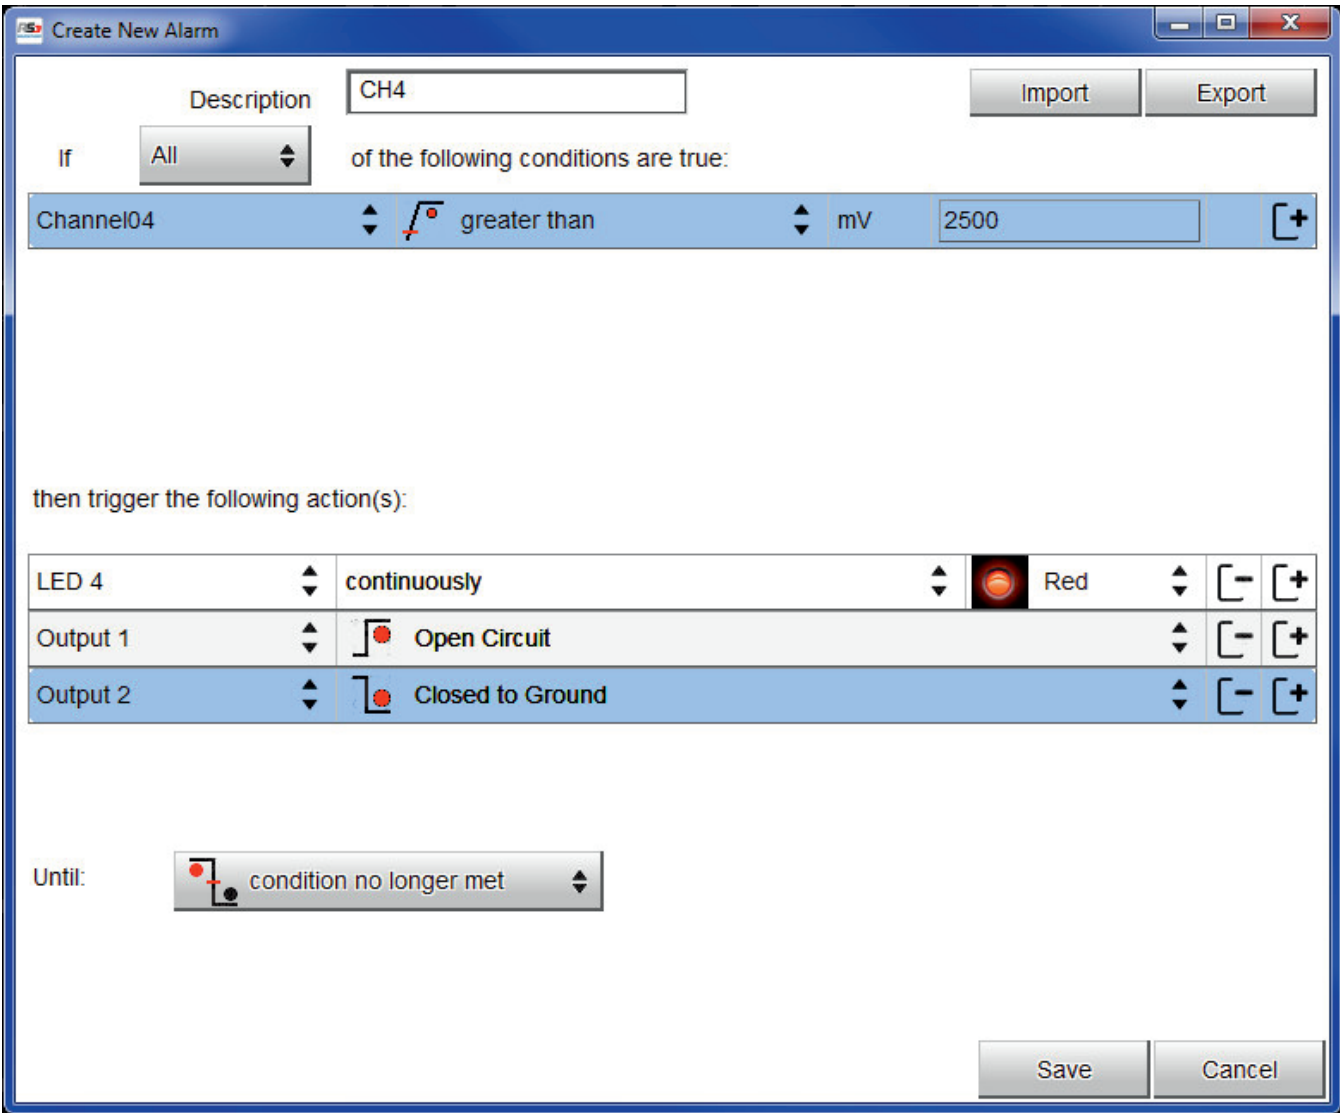 Create New Alarm
Description CH4 Import Export
If All of the following conditions are true:
Channel04 greater than mV 2500
then trigger the following action(s):
LED 4 continuously Red
Output 1 Open Circuit
Output 2 Closed to Ground
Until: condition no longer met
Save Cancel